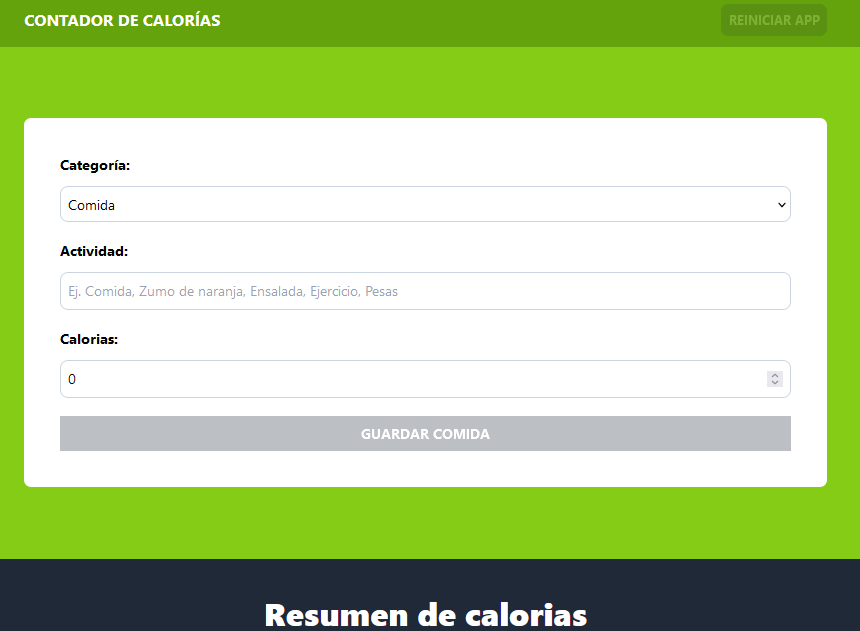 CONTADOR DE CALORÍAS
REINICIAR APP
Categoría:
Comida
Actividad:
Ej. Comida, Zumo de naranja, Ensalada, Ejercicio, Pesas
Calorias:
0
GUARDAR COMIDA
Resumen de calorias